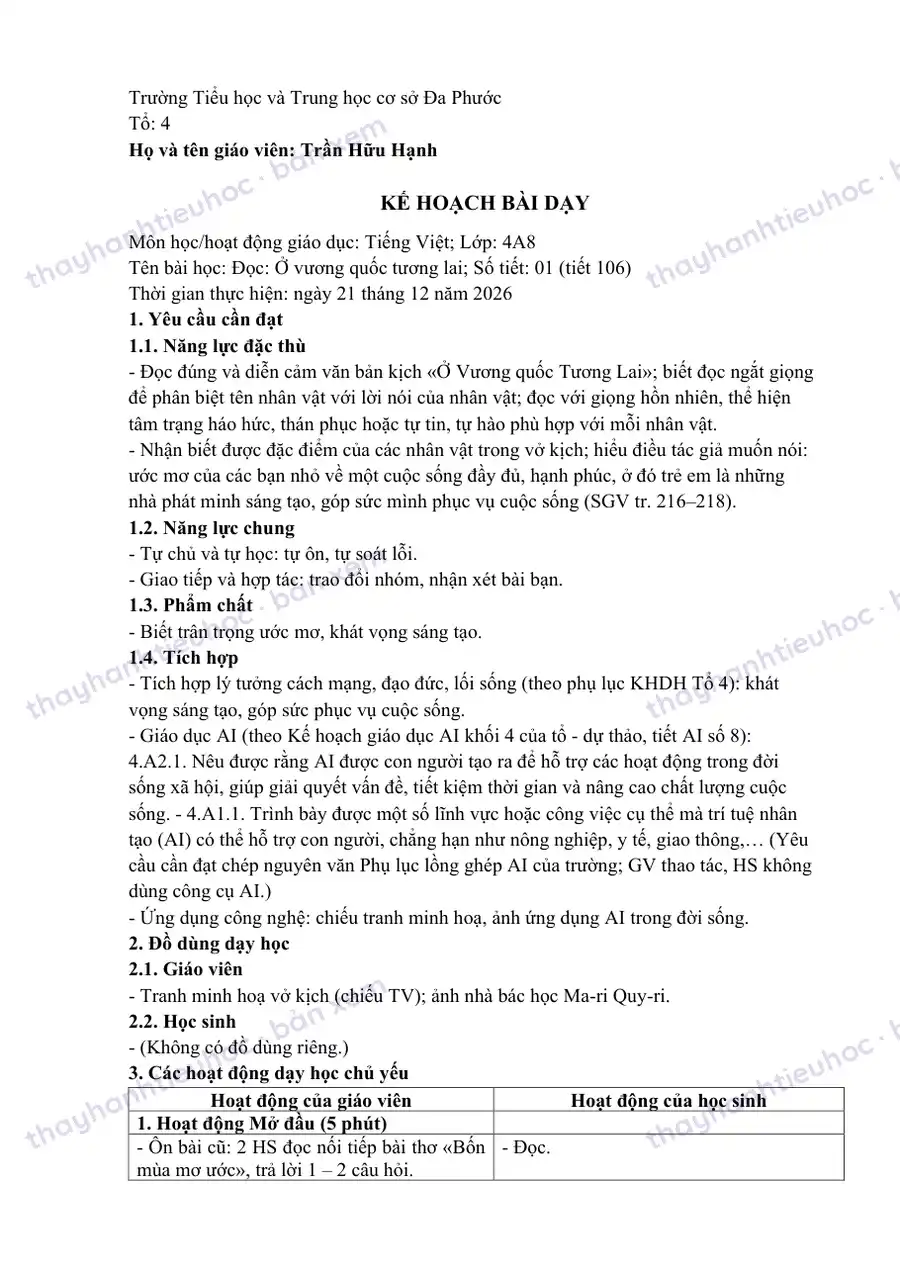 Trường Tiểu học và Trung học cơ sở Đa Phước
Tổ: 4
Họ và tên giáo viên: Trần Hữu Hạnh
KẾ HOẠCH BÀI DẠY
Môn học/hoạt động giáo dục: Tiếng Việt; Lớp: 4A8
Tên bài học: Đọc: Ở vương quốc tương lai; Số tiết: 01 (tiết 106)
Thời gian thực hiện: ngày 21 tháng 12 năm 2026
1. Yêu cầu cần đạt
1.1. Năng lực đặc thù
- Đọc đúng và diễn cảm văn bản kịch «Ở Vương quốc Tương Lai»; biết đọc ngắt giọng
để phân biệt tên nhân vật với lời nói của nhân vật; đọc với giọng hồn nhiên, thể hiện
tâm trạng háo hức, thán phục hoặc tự tin, tự hào phù hợp với mỗi nhân vật.
- Nhận biết được đặc điểm của các nhân vật trong vở kịch; hiểu điều tác giả muốn nói:
ước mơ của các bạn nhỏ về một cuộc sống đầy đủ, hạnh phúc, ở đó trẻ em là những
nhà phát minh sáng tạo, góp sức mình phục vụ cuộc sống (SGV tr. 216–218).
1.2. Năng lực chung
- Tự chủ và tự học: tự ôn, tự soát lỗi.
- Giao tiếp và hợp tác: trao đổi nhóm, nhận xét bài bạn.
1.3. Phẩm chất
- Biết trân trọng ước mơ, khát vọng sáng tạo.
1.4. Tích hợp
- Tích hợp lý tưởng cách mạng, đạo đức, lối sống (theo phụ lục KHDH Tổ 4): khát
vọng sáng tạo, góp sức phục vụ cuộc sống.
- Giáo dục AI (theo Kế hoạch giáo dục AI khối 4 của tổ - dự thảo, tiết AI số 8):
4.A2.1. Nêu được rằng AI được con người tạo ra để hỗ trợ các hoạt động trong đời
sống xã hội, giúp giải quyết vấn đề, tiết kiệm thời gian và nâng cao chất lượng cuộc
sống. - 4.A1.1. Trình bày được một số lĩnh vực hoặc công việc cụ thể mà trí tuệ nhân
tạo (AI) có thể hỗ trợ con người, chẳng hạn như nông nghiệp, y tế, giao thông,… (Yêu
cầu cần đạt chép nguyên văn Phụ lục lồng ghép AI của trường; GV thao tác, HS không
dùng công cụ AI.)
- Ứng dụng công nghệ: chiếu tranh minh hoạ, ảnh ứng dụng AI trong đời sống.
2. Đồ dùng dạy học
2.1. Giáo viên
- Tranh minh hoạ vở kịch (chiếu TV); ảnh nhà bác học Ma-ri Quy-ri.
2.2. Học sinh
- (Không có đồ dùng riêng.)
3. Các hoạt động dạy học chủ yếu
Hoạt động của giáo viên
Hoạt động của học sinh
1. Hoạt động Mở đầu (5 phút)
- Ôn bài cũ: 2 HS đọc nối tiếp bài thơ «Bốn
mùa mơ ước», trả lời 1 – 2 câu hỏi.
- Đọc.
thayhanhtieuhoc · bản xem
thayhanhtieuhoc · b
thayhanhtieuhoc · bản xem
thayhanhtieuhoc · b
thayhanhtieuhoc · bản xem
thayhanhtieuhoc · b